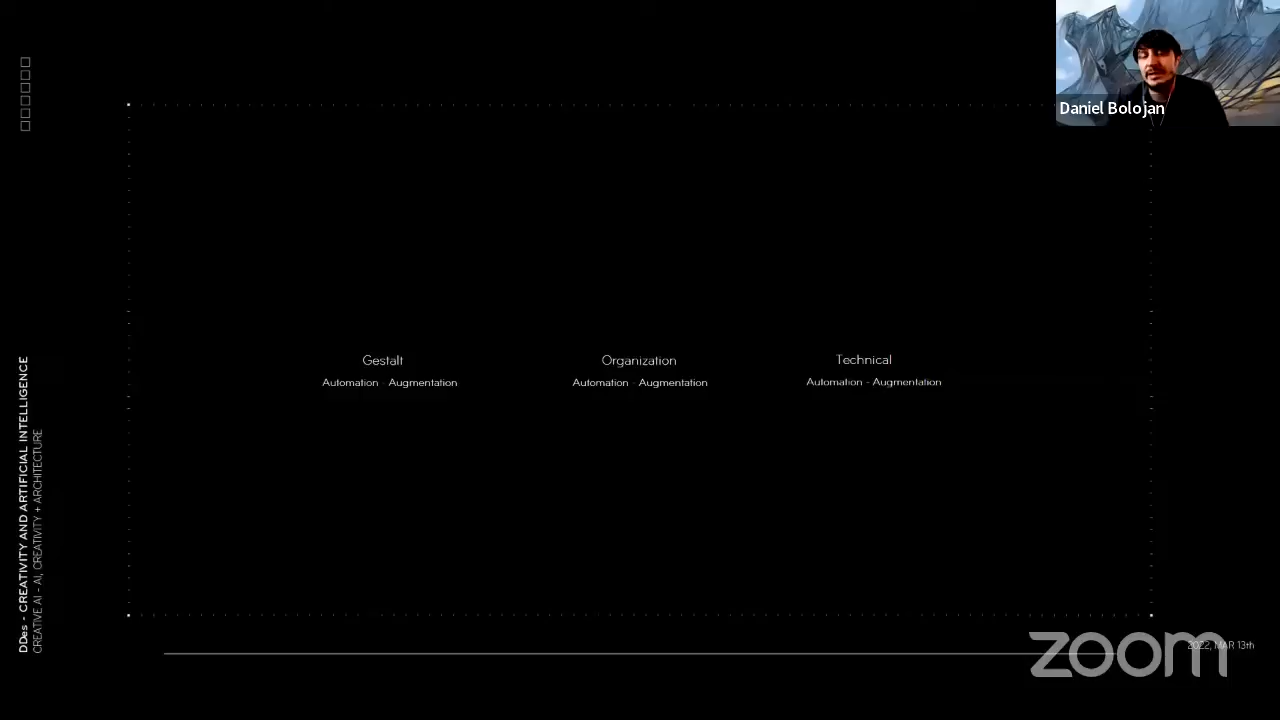 Daniel Bolojan
Gestalt
Automation - Augmentation
Organization
Automation - Augmentation
Technical
Automation - Augmentation
DDes - CREATIVITY AND ARTIFICIAL INTELLIGENCE
CREATIVE AI - AI, CREATIVITY + ARCHITECTURE
2022, MAR 13th
zoom